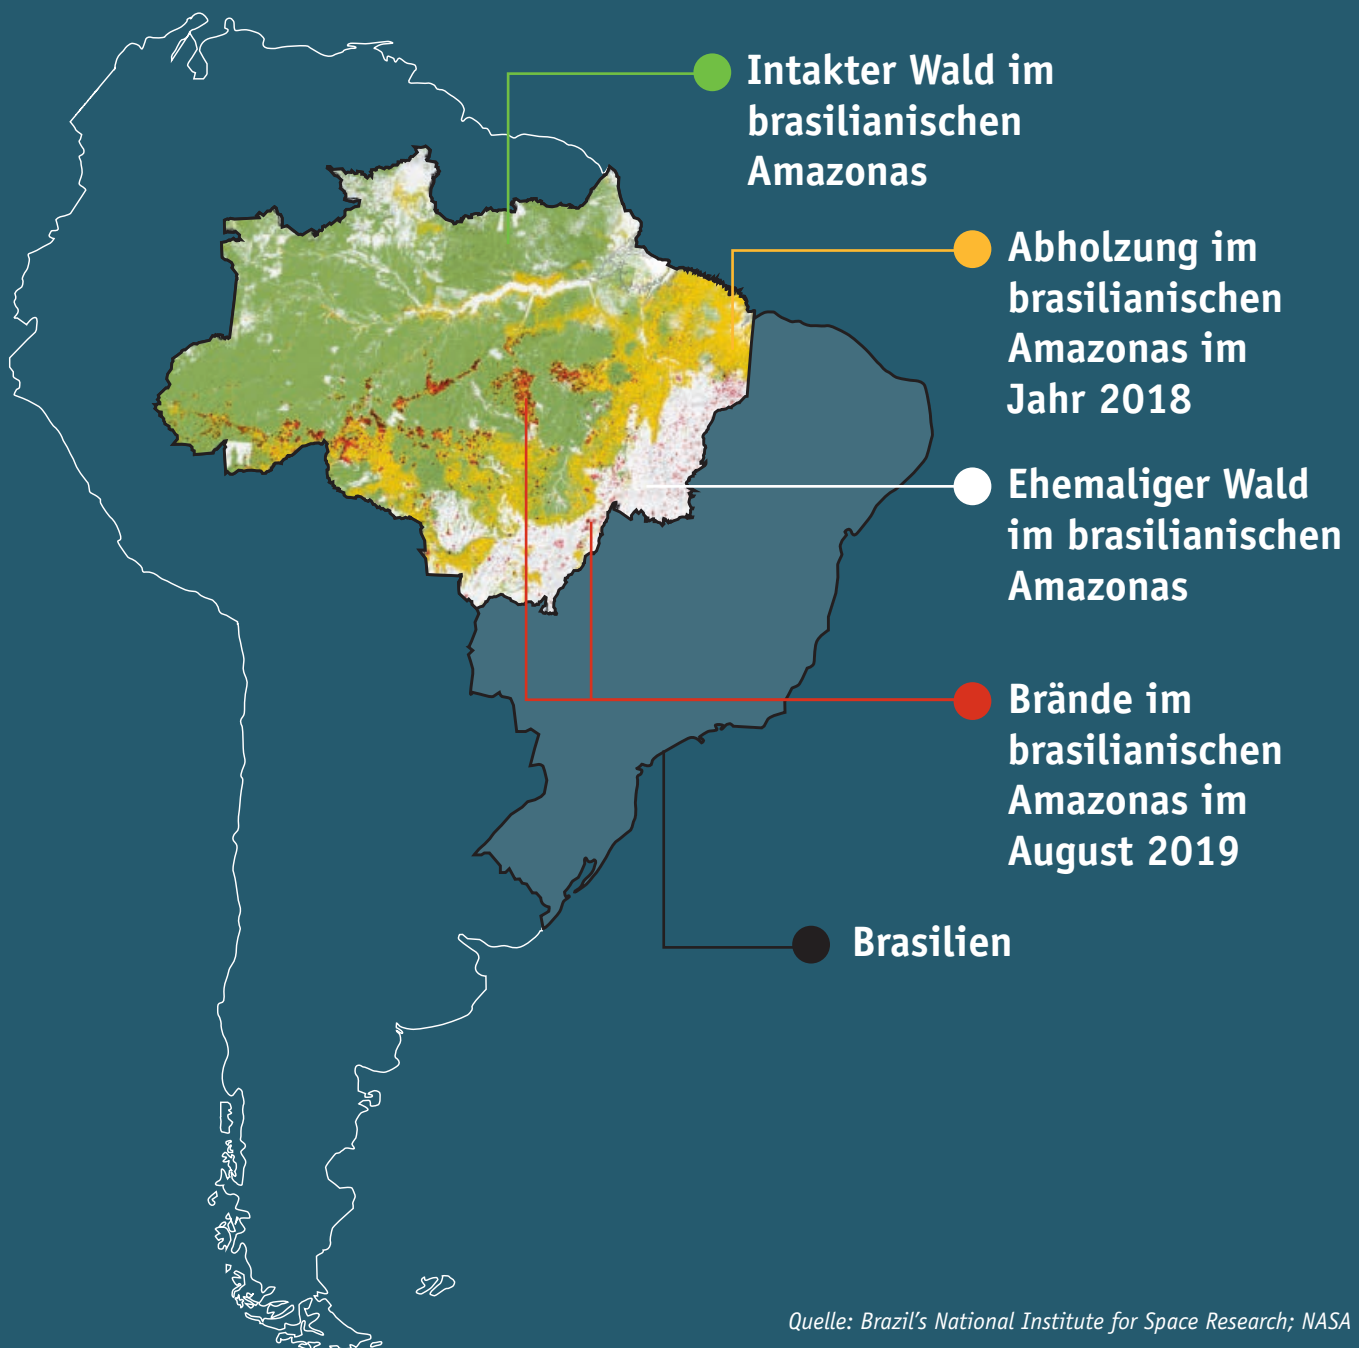 Intakter Wald im
brasilianischen
Amazonas
Abholzung im
brasilianischen
Amazonas im
Jahr 2018
Ehemaliger Wald
im brasilianischen
Amazonas
Brände im
brasilianischen
Amazonas im
August 2019
Brasilien
Quelle: Brazil's National Institute for Space Research; NASA